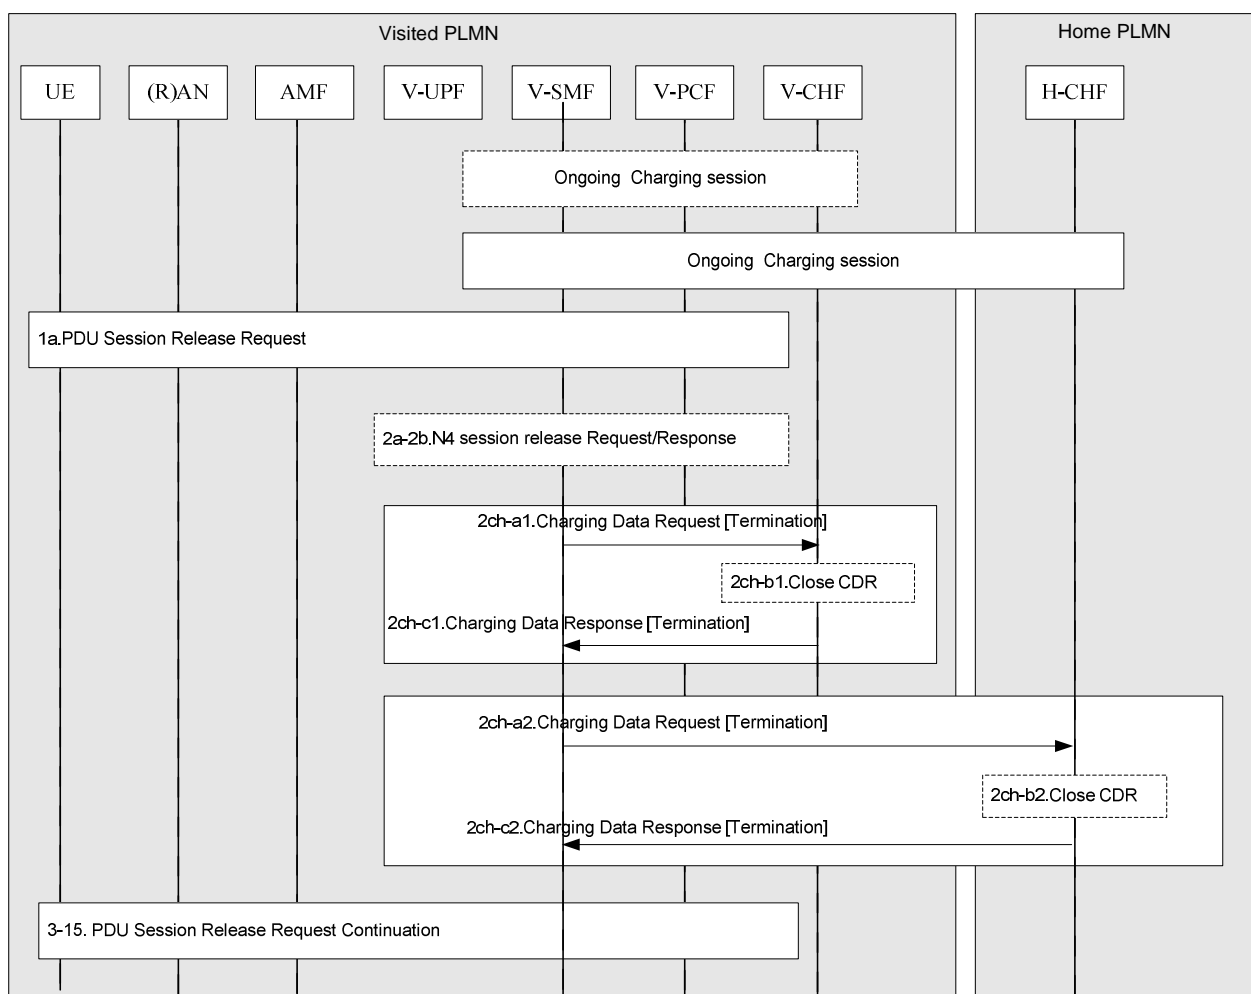 Visited PLMN
Home PLMN
UE
(R)AN
AMF
V-UPF
V-SMF
V-PCF
V-CHF
H-CHF
Ongoing Charging session
Ongoing Charging session
1a.PDU Session Release Request
2a-2b.N4 session release Request/Response
2ch-a1.Charging Data Request [Termination]
2ch-b1.Close CDR
2ch-c1.Charging Data Response [Termination]
2ch-a2.Charging Data Request [Termination]
2ch-b2.Close CDR
2ch-c2.Charging Data Response [Termination]
3-15. PDU Session Release Request Continuation